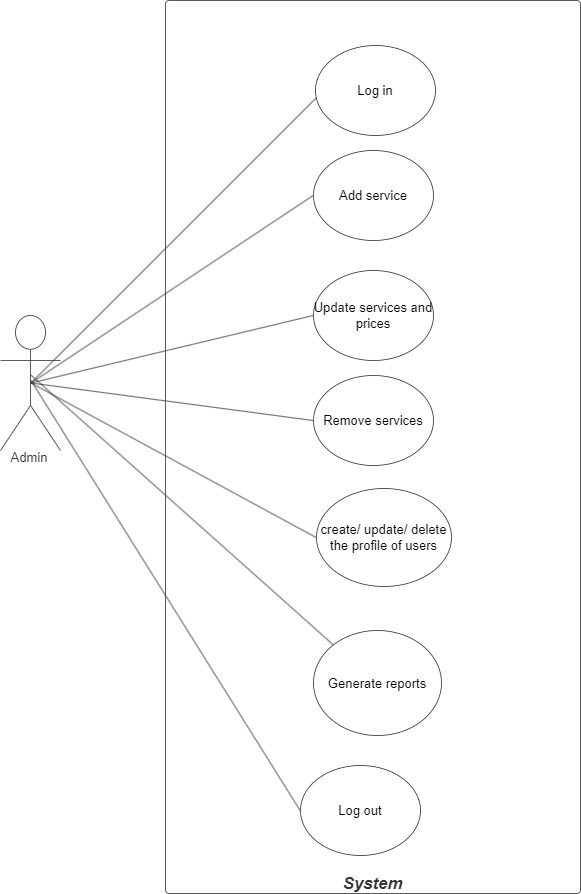 Log in
Add service
Update services and
prices
Remove services
Admin
create/ update/ delete
the profile of users
Generate reports
Log out
System